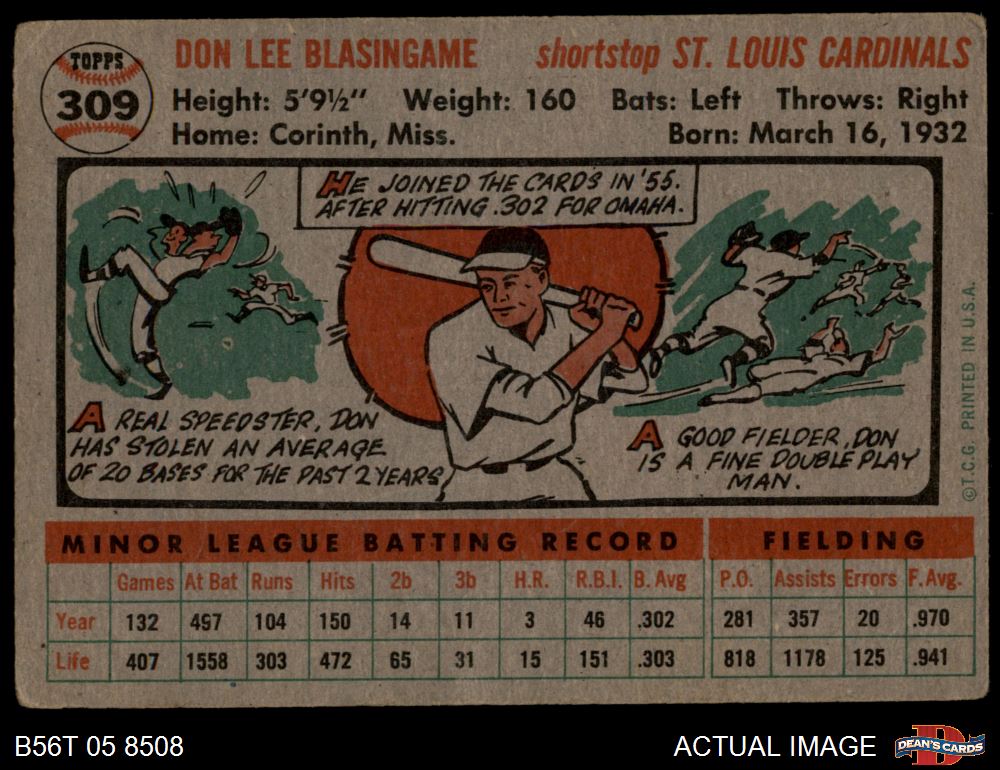 TOPPS
309
DON LEE BLASINGAME shortstop ST. LOUIS CARDINALS
Height: 5'9½" Weight: 160 Bats: Left Throws: Right
Home: Corinth, Miss. Born: March 16, 1932
HE JOINED THE CARDS IN '55.
AFTER HITTING .302 FOR OMAHA.
A REAL SPEEDSTER, DON
HAS STOLEN AN AVERAGE
OF 20 BASES FOR THE PAST 2 YEARS
A GOOD FIELDER, DON
IS A FINE DOUBLE PLAY
MAN.
© T.C.G. PRINTED IN U.S.A.
MINOR LEAGUE BATTING RECORD FIELDING
Games At Bat Runs Hits 2b 3b H.R. R.B.I. B. Avg P.O. Assists Errors F. Avg.
Year 132 497 104 150 14 11 3 46 .302 281 357 20 .970
Life 407 1558 303 472 65 31 15 151 .303 818 1178 125 .941
B56T 05 8508 ACTUAL IMAGE D DEAN'S CARDS